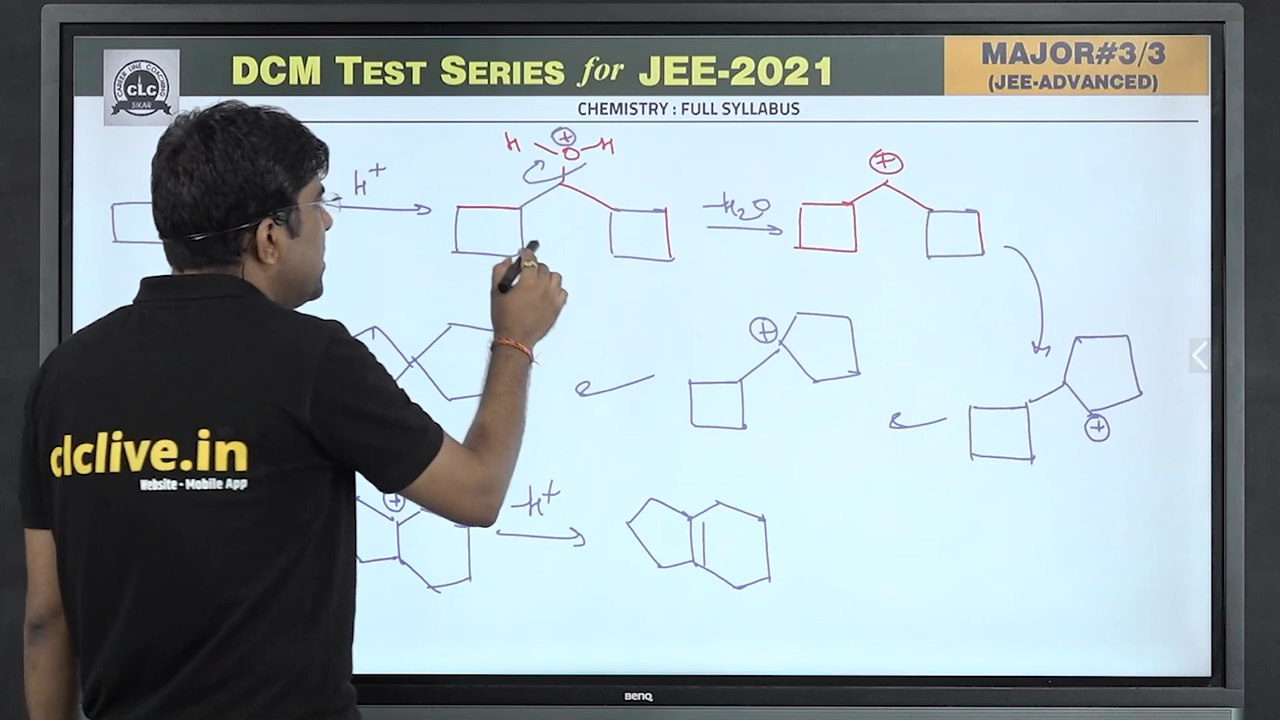 DCM TEST SERIES for JEE-2021
MAJOR#3/3
(JEE-ADVANCED)
CAREER LINE COACHING
CLC
SIKAR
CHEMISTRY : FULL SYLLABUS
H ⊕ O H
⊕
H⁺
-H₂O
⊕
⊕
⊕ -H⁺
clclive.in
Website - Mobile App
BENQ